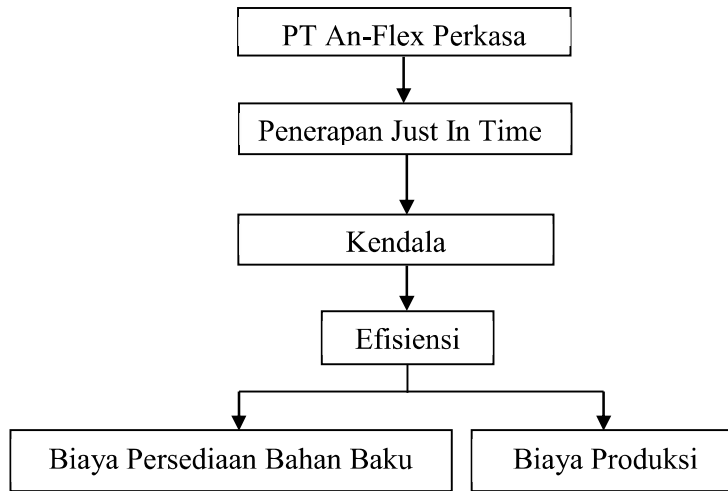 PT An-Flex Perkasa
Penerapan Just In Time
Kendala
Efisiensi
Biaya Persediaan Bahan Baku
Biaya Produksi